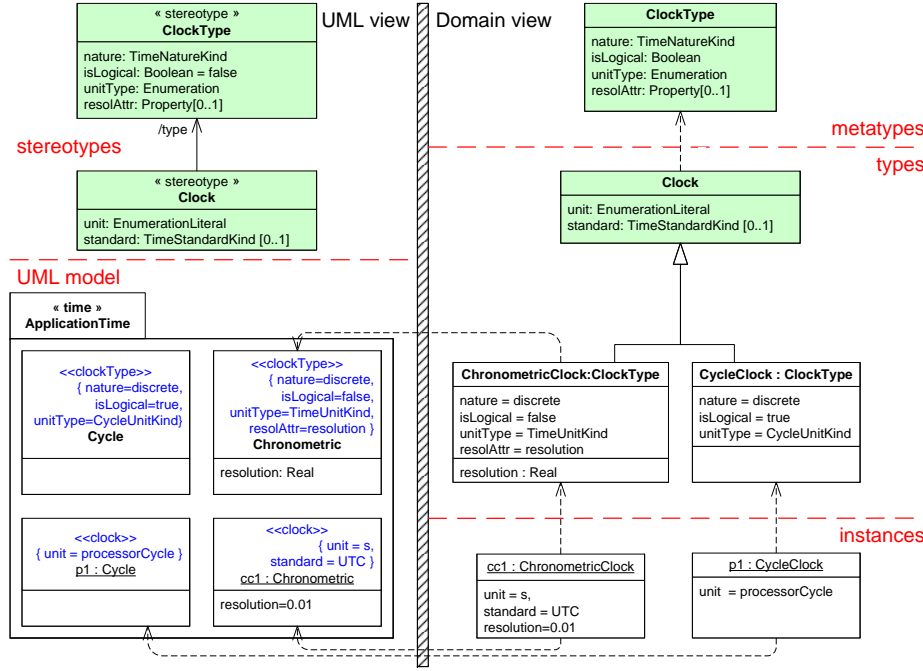 « stereotype »
ClockType
nature: TimeNatureKind
isLogical: Boolean = false
unitType: Enumeration
resolAttr: Property[0..1]
/type
stereotypes
« stereotype »
Clock
unit: EnumerationLiteral
standard: TimeStandardKind [0..1]
UML view
UML model
« time »
ApplicationTime
<<clockType>>
{ nature=discrete,
isLogical=true,
unitType=CycleUnitKind}
Cycle
<<clockType>>
{ nature=discrete,
isLogical=false,
unitType=TimeUnitKind,
resolAttr=resolution }
Chronometric
resolution: Real
<<clock>>
{ unit = processorCycle }
p1 : Cycle
<<clock>>
{ unit = s,
standard = UTC }
cc1 : Chronometric
resolution=0.01
Domain view
ClockType
nature: TimeNatureKind
isLogical: Boolean
unitType: Enumeration
resolAttr: Property[0..1]
metatypes
types
Clock
unit: EnumerationLiteral
standard: TimeStandardKind [0..1]
ChronometricClock:ClockType
nature = discrete
isLogical = false
unitType = TimeUnitKind
resolAttr = resolution
resolution : Real
CycleClock : ClockType
nature = discrete
isLogical = true
unitType = CycleUnitKind
instances
cc1 : ChronometricClock
unit = s,
standard = UTC
resolution=0.01
p1 : CycleClock
unit = processorCycle